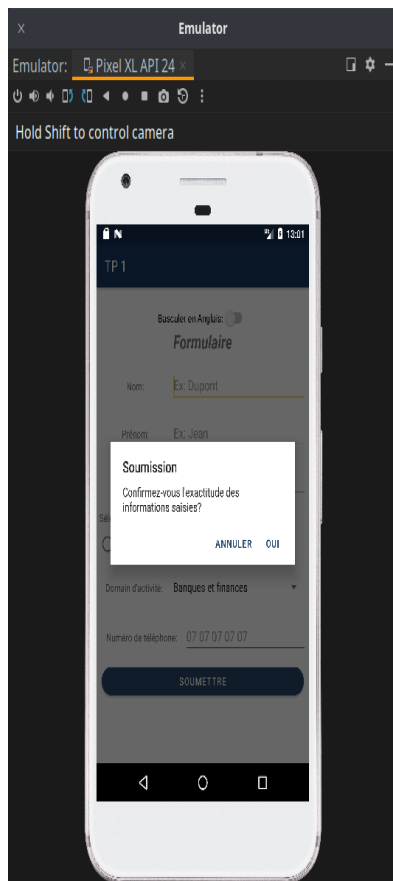 Emulator
Emulator: Pixel XL API 24
Hold Shift to control camera
13:01
TP 1
Basculer en Anglais:
Formulaire
Nom: Ex: Dupont
Prénom: Ex: Jean
Soumission
Confirmez-vous l'exactitude des
informations saisies?
ANNULER OUI
Domain d'activité: Banques et finances
Numéro de téléphone: 07 07 07 07 07
SOUMETTRE